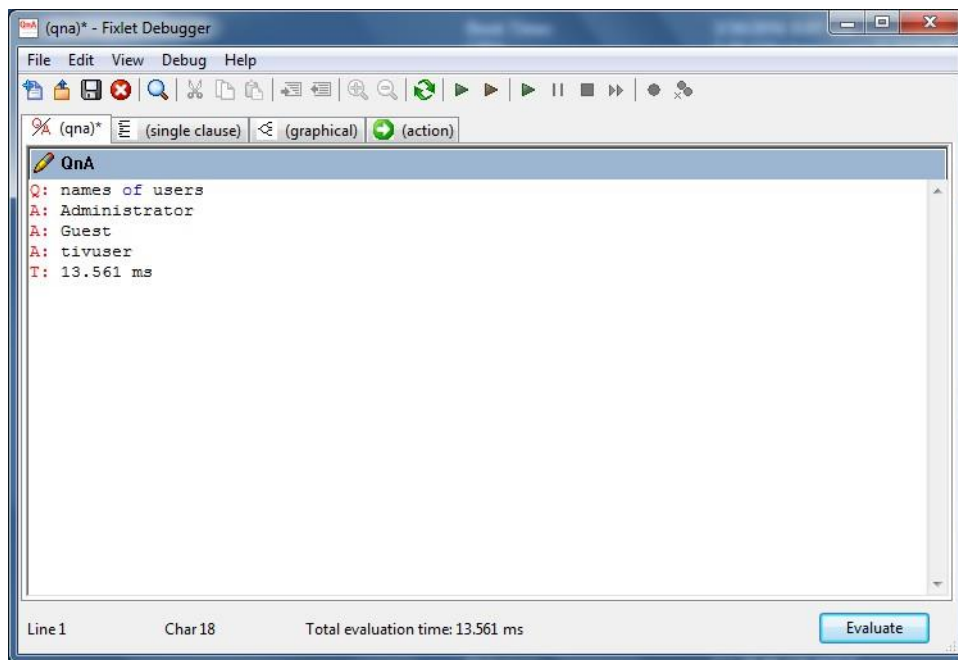 QnA (qna)* - Fixlet Debugger
File Edit View Debug Help
(qna)* (single clause) (graphical) (action)
QnA
Q: names of users
A: Administrator
A: Guest
A: tivuser
T: 13.561 ms
Line 1 Char 18 Total evaluation time: 13.561 ms Evaluate